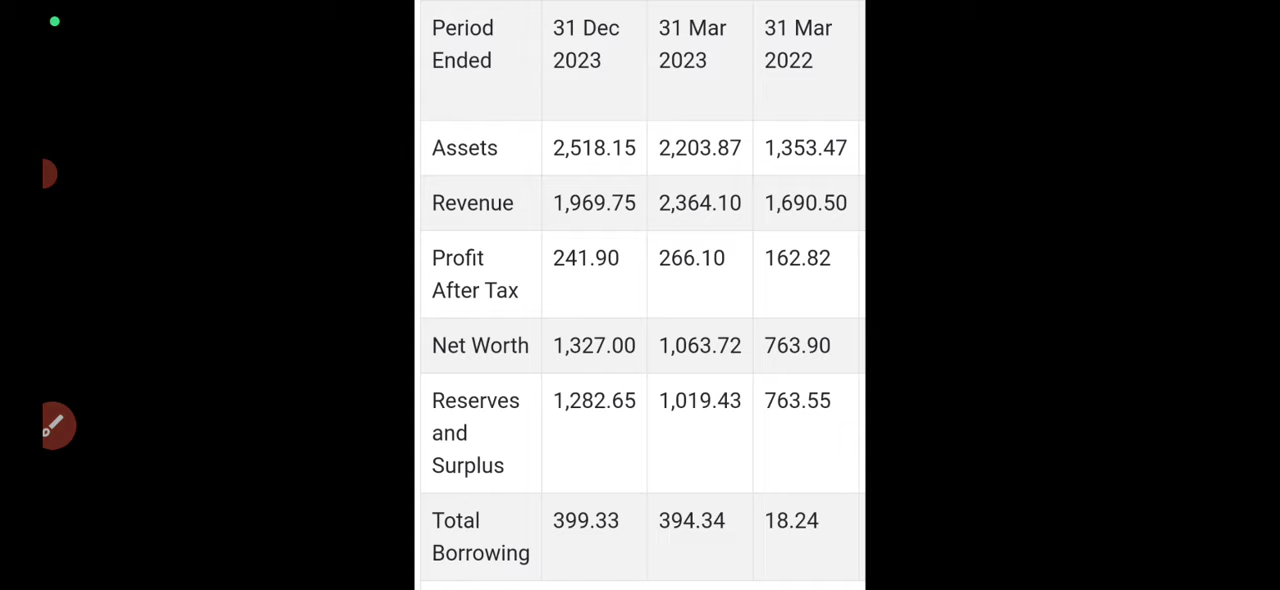 Period Ended 31 Dec 2023 31 Mar 2023 31 Mar 2022
Assets 2,518.15 2,203.87 1,353.47
Revenue 1,969.75 2,364.10 1,690.50
Profit After Tax 241.90 266.10 162.82
Net Worth 1,327.00 1,063.72 763.90
Reserves and Surplus 1,282.65 1,019.43 763.55
Total Borrowing 399.33 394.34 18.24